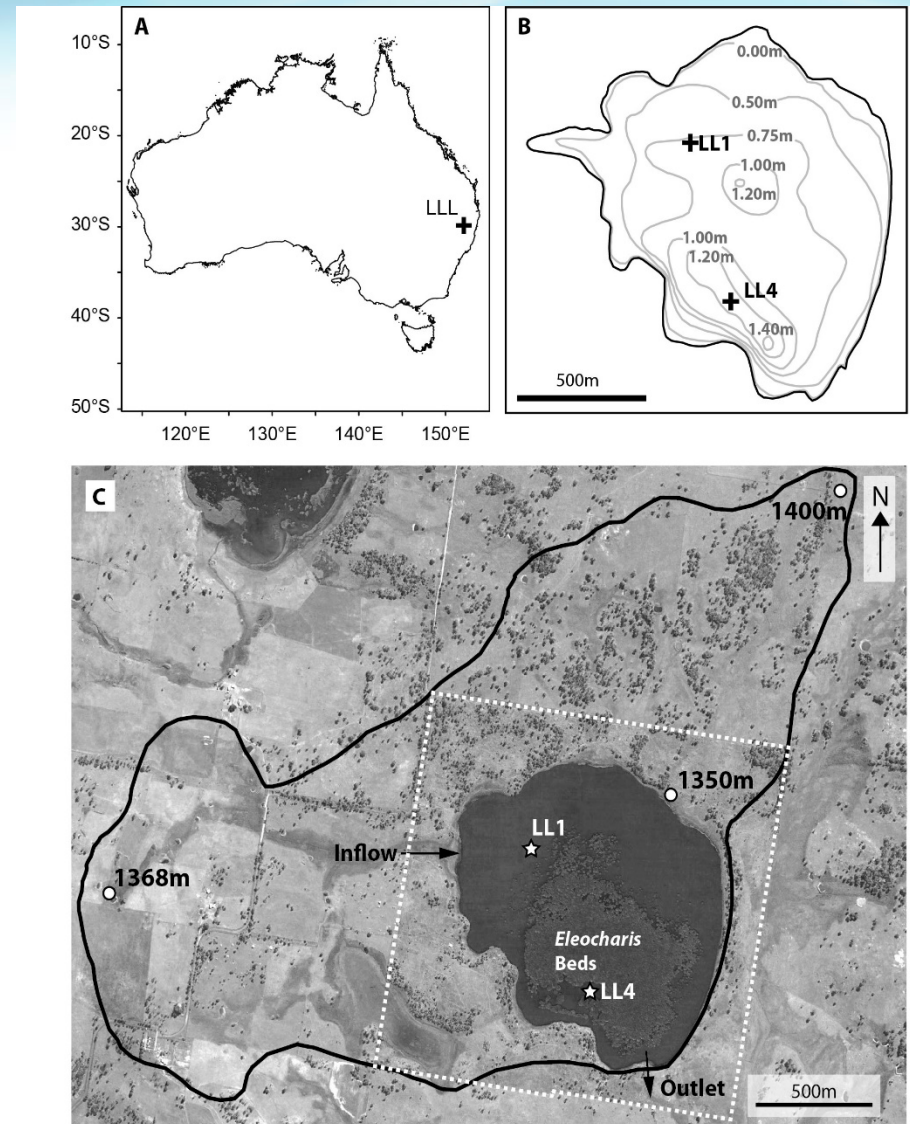 A
10°S
20°S
30°S
40°S
50°S
120°E
130°E
140°E
150°E
LLL
B
0.00m
0.50m
0.75m
LL1
1.00m
1.20m
1.00m
1.20m
LL4
1.40m
500m
C
N
1400m
1350m
LL1
Inflow
1368m
Eleocharis
Beds
LL4
Outlet
500m